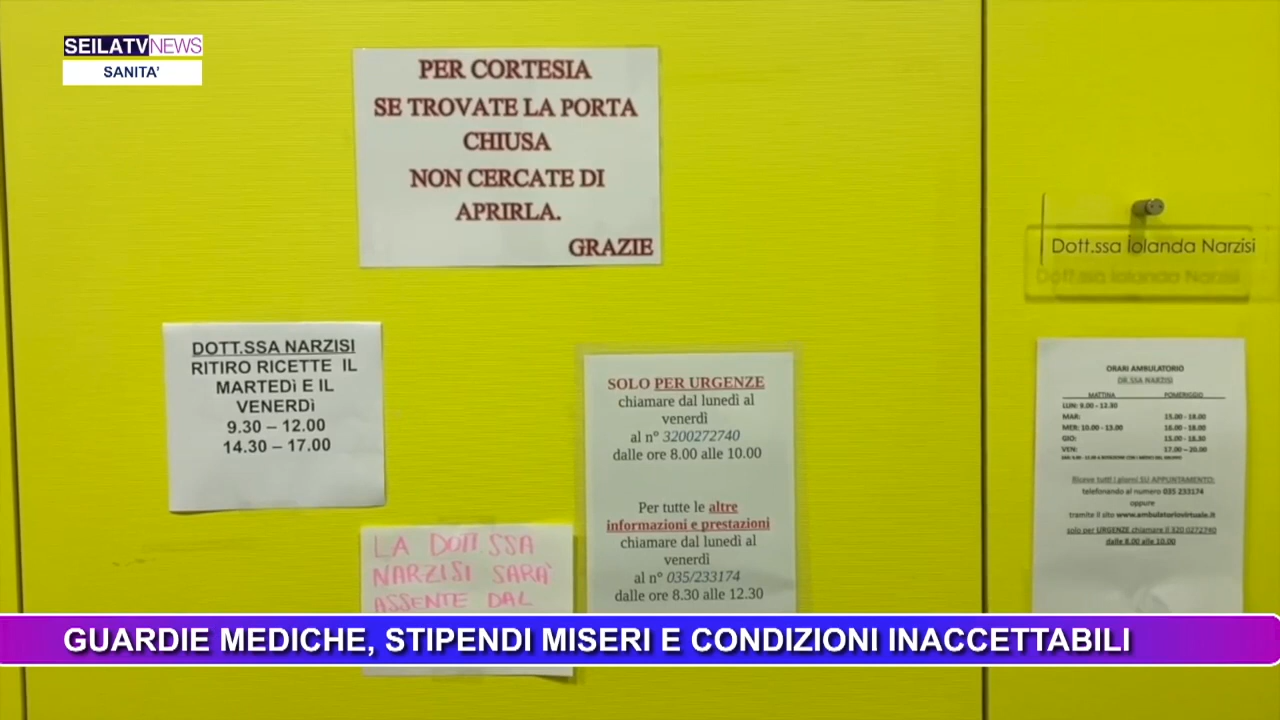 SEILATVNEWS
SANITA'
PER CORTESIA
SE TROVATE LA PORTA
CHIUSA
NON CERCATE DI
APRIRLA.
GRAZIE
Dott.ssa Iolanda Narzisi
DOTT.SSA NARZISI
RITIRO RICETTE IL
MARTEDì E IL
VENERDì
9.30 – 12.00
14.30 – 17.00
SOLO PER URGENZE
chiamare dal lunedì al
venerdì
al n° 3200272740
dalle ore 8.00 alle 10.00
Per tutte le altre
informazioni e prestazioni
chiamare dal lunedì al
venerdì
al n° 035/233174
dalle ore 8.30 alle 12.30
ORARI AMBULATORIO
DR.SSA NARZISI
MATTINA POMERIGGIO
LUN: 9.00 - 12.30
MAR: 15.00 - 18.00
MER: 10.00 - 13.00 16.00 - 18.00
GIO: 15.00 - 18.30
VEN: 17.00 - 20.00
Riceve tutti i giorni SU APPUNTAMENTO:
telefonando al numero 035 233174
oppure
tramite il sito www.ambulatoriovirtuale.it
solo per URGENZE chiamare il 320 0272740
dalle 8.00 alle 10.00
LA DOTT.SSA
NARZISI SARA'
ASSENTE DAL
GUARDIE MEDICHE, STIPENDI MISERI E CONDIZIONI INACCETTABILI